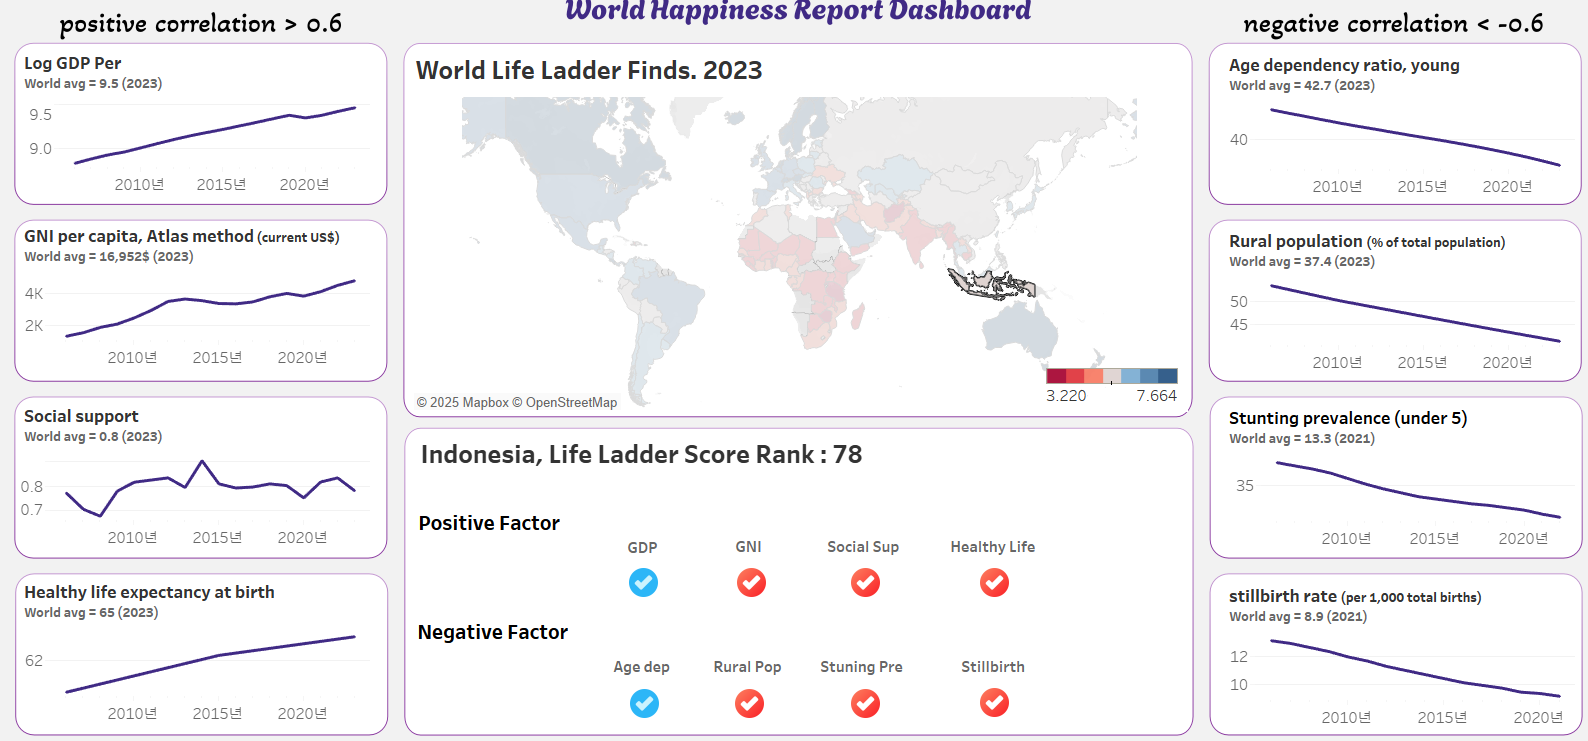 World Happiness Report Dashboard
positive correlation > 0.6
Log GDP Per
World avg = 9.5 (2023)
9.5
9.0
2010년 2015년 2020년
GNI per capita, Atlas method (current US$)
World avg = 16,952$ (2023)
4K
2K
2010년 2015년 2020년
Social support
World avg = 0.8 (2023)
0.8
0.7
2010년 2015년 2020년
Healthy life expectancy at birth
World avg = 65 (2023)
62
2010년 2015년 2020년
World Life Ladder Finds. 2023
© 2025 Mapbox © OpenStreetMap
3.220 7.664
Indonesia, Life Ladder Score Rank : 78
Positive Factor
GDP GNI Social Sup Healthy Life
Negative Factor
Age dep Rural Pop Stuning Pre Stillbirth
negative correlation < -0.6
Age dependency ratio, young
World avg = 42.7 (2023)
40
2010년 2015년 2020년
Rural population (% of total population)
World avg = 37.4 (2023)
50
45
2010년 2015년 2020년
Stunting prevalence (under 5)
World avg = 13.3 (2021)
35
2010년 2015년 2020년
stillbirth rate (per 1,000 total births)
World avg = 8.9 (2021)
12
10
2010년 2015년 2020년